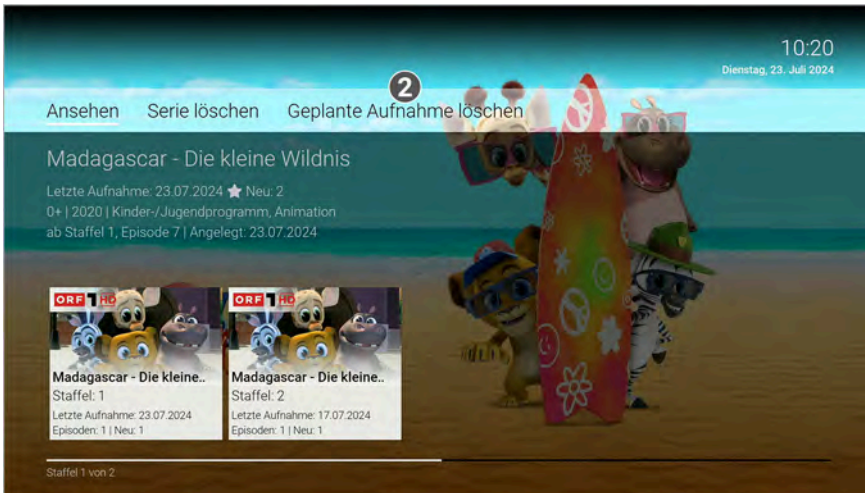 10:20
Dienstag, 23. Juli 2024
2
Ansehen Serie löschen Geplante Aufnahme löschen
Madagascar - Die kleine Wildnis
Letzte Aufnahme: 23.07.2024 ★ Neu: 2
0+ | 2020 | Kinder-/Jugendprogramm, Animation
ab Staffel 1, Episode 7 | Angelegt: 23.07.2024
ORF 1 HD
Madagascar - Die kleine..
Staffel: 1
Letzte Aufnahme: 23.07.2024
Episoden: 1 | Neu: 1
ORF 1 HD
Madagascar - Die kleine..
Staffel: 2
Letzte Aufnahme: 17.07.2024
Episoden: 1 | Neu: 1
Staffel 1 von 2